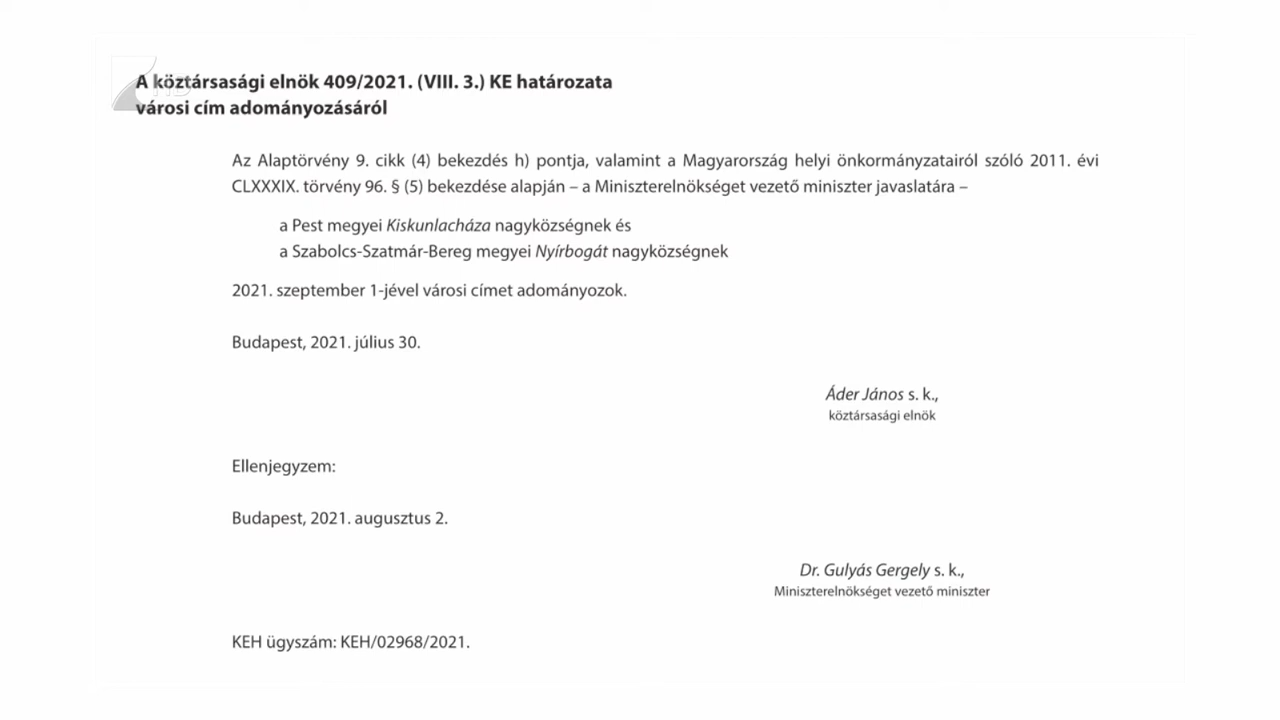 A köztársasági elnök 409/2021. (VIII. 3.) KE határozata
városi cím adományozásáról
Az Alaptörvény 9. cikk (4) bekezdés h) pontja, valamint a Magyarország helyi önkormányzatairól szóló 2011. évi
CLXXXIX. törvény 96. § (5) bekezdése alapján – a Miniszterelnökséget vezető miniszter javaslatára –
a Pest megyei Kiskunlacháza nagyközségnek és
a Szabolcs-Szatmár-Bereg megyei Nyírbogát nagyközségnek
2021. szeptember 1-jével városi címet adományozok.
Budapest, 2021. július 30.
Áder János s. k.,
köztársasági elnök
Ellenjegyzem:
Budapest, 2021. augusztus 2.
Dr. Gulyás Gergely s. k.,
Miniszterelnökséget vezető miniszter
KEH ügyszám: KEH/02968/2021.